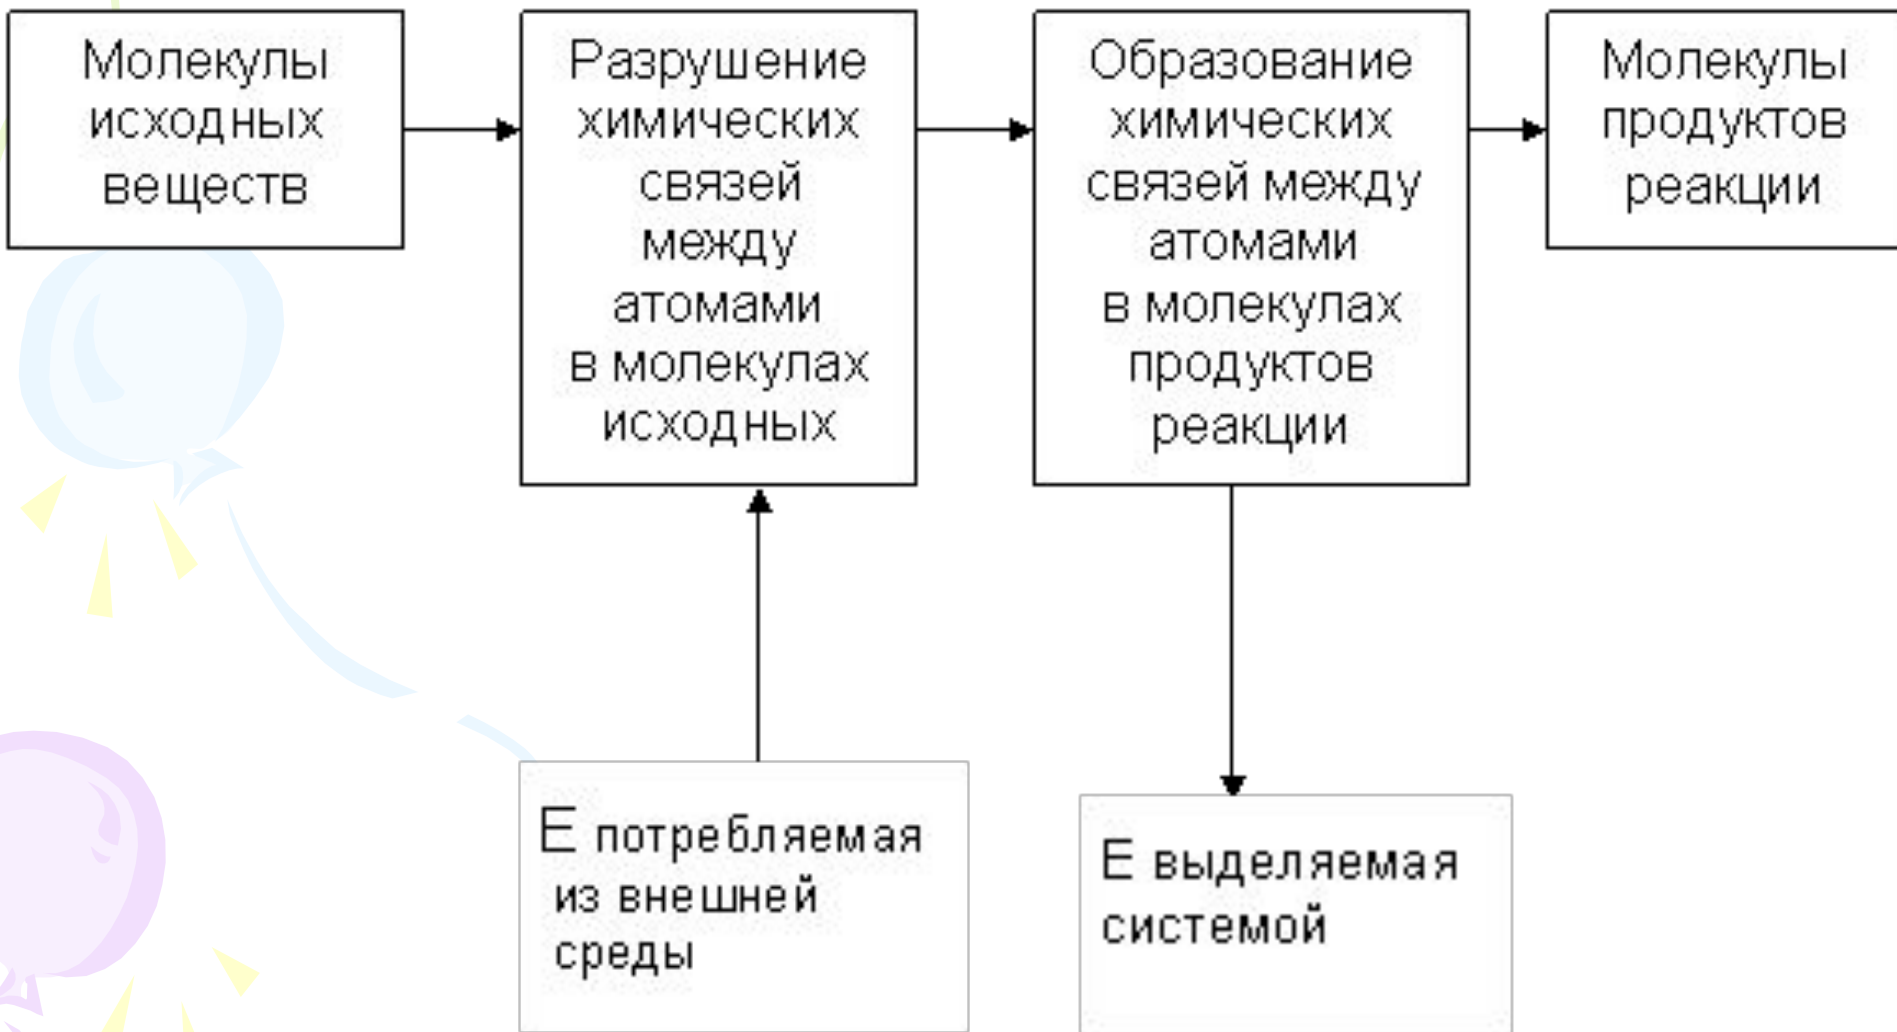 Молекулы
исходных
веществ
Разрушение
химических
связей
между
атомами
в молекулах
исходных
Образование
химических
связей между
атомами
в молекулах
продуктов
реакции
Молекулы
продуктов
реакции
Е потребляемая
из внешней
среды
Е выделяемая
системой